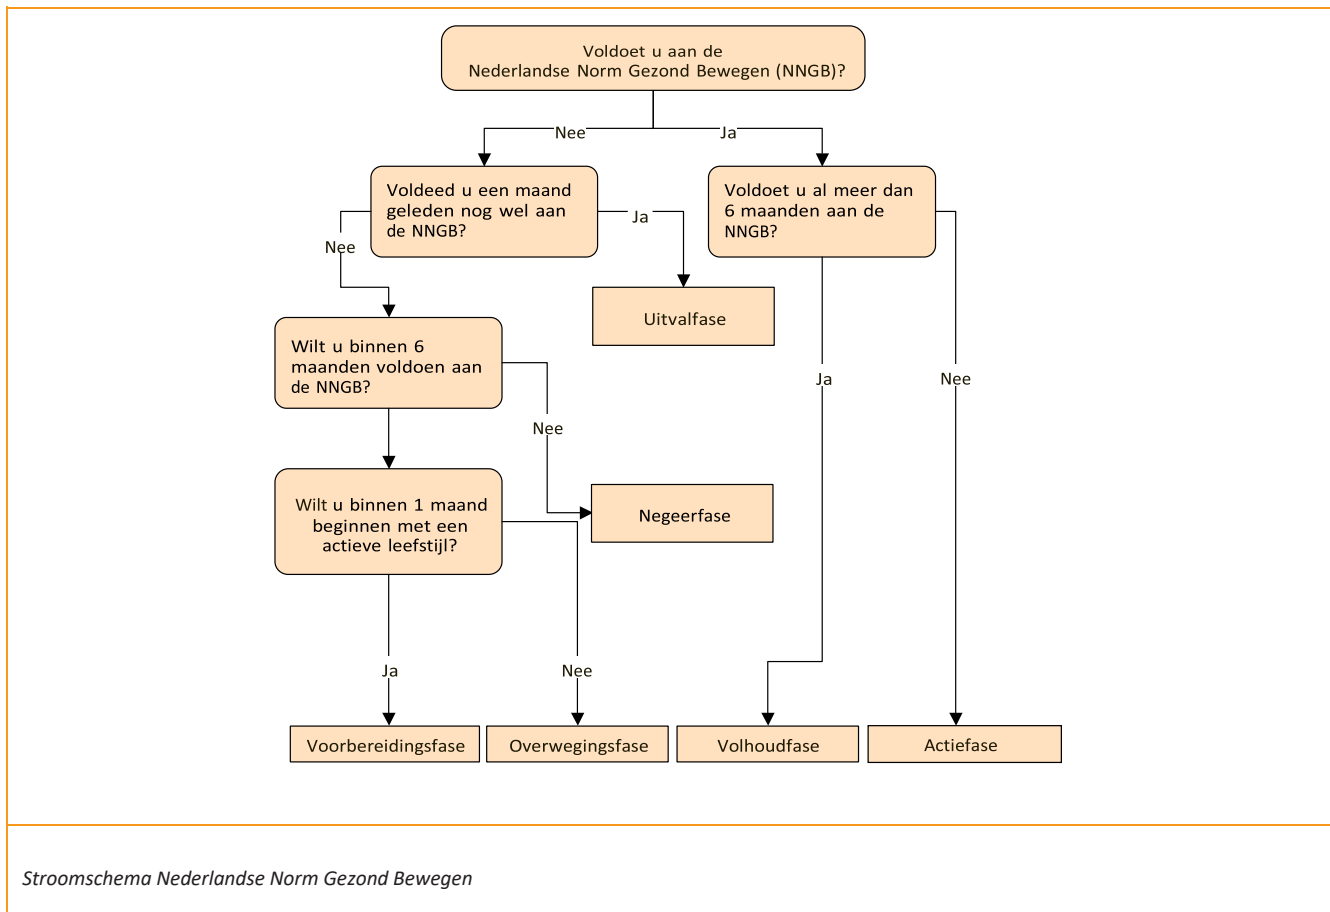 Voldoet u aan de
Nederlandse Norm Gezond Bewegen (NNGB)?
Nee
Ja
Voldeed u een maand
geleden nog wel aan
de NNGB?
Voldoet u al meer dan
6 maanden aan de
NNGB?
Ja
Nee
Uitvalfase
Wilt u binnen 6
maanden voldoen aan
de NNGB?
Ja
Nee
Nee
Wilt u binnen 1 maand
beginnen met een
actieve leefstijl?
Negeerfase
Ja
Nee
Voorbereidingsfase
Overwegingsfase
Volhoudfase
Actiefase
Stroomschema Nederlandse Norm Gezond Bewegen